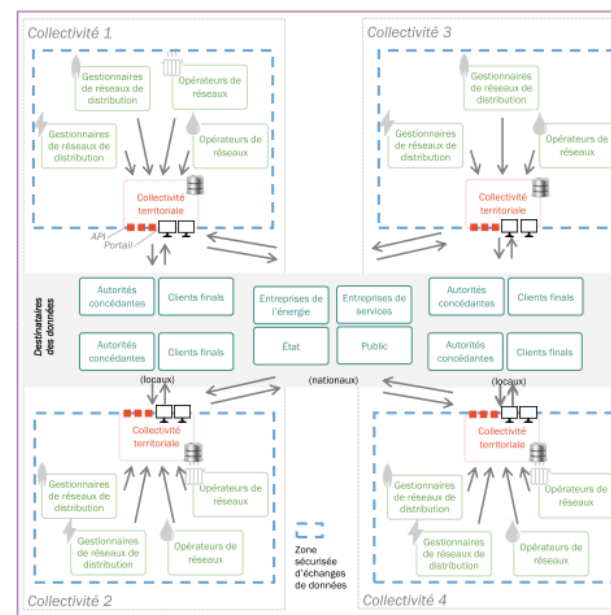 Collectivité 1
Gestionnaires
de réseaux de
distribution
Opérateurs de
réseaux
Gestionnaires
de réseaux de
distribution
Opérateurs de
réseaux
Collectivité
territoriale
API
Portail
Collectivité 3
Gestionnaires
de réseaux de
distribution
Gestionnaires
de réseaux de
distribution
Opérateurs de
réseaux
Collectivité
territoriale
Destinataires
des données
Autorités
concédantes
Clients finals
Autorités
concédantes
Clients finals
(locaux)
Entreprises de
l'énergie
Entreprises de
services
État
Public
(nationaux)
Autorités
concédantes
Clients finals
Autorités
concédantes
Clients finals
(locaux)
Collectivité
territoriale
Gestionnaires
de réseaux de
distribution
Opérateurs de
réseaux
Gestionnaires
de réseaux de
distribution
Opérateurs de
réseaux
Collectivité 2
Zone
sécurisée
d'échanges
de données
Collectivité
territoriale
Gestionnaires
de réseaux de
distribution
Opérateurs de
réseaux
Gestionnaires
de réseaux de
distribution
Opérateurs de
réseaux
Collectivité 4